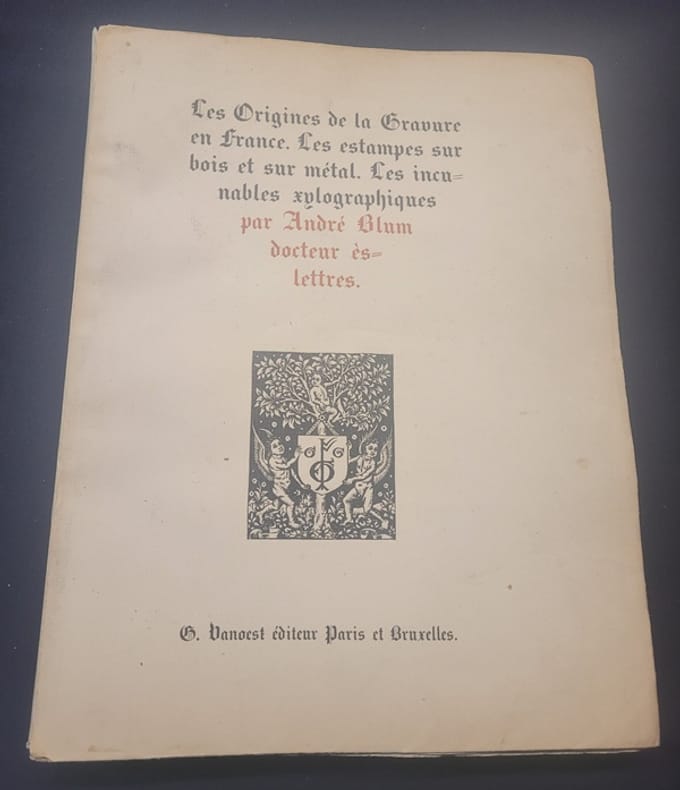 Les Origines de la Gravure
en France. Les estampes sur
bois et sur métal. Les incu=
nables xylographiques
par André Blum
docteur ès=
lettres.
G. Vanoest éditeur Paris et Bruxelles.